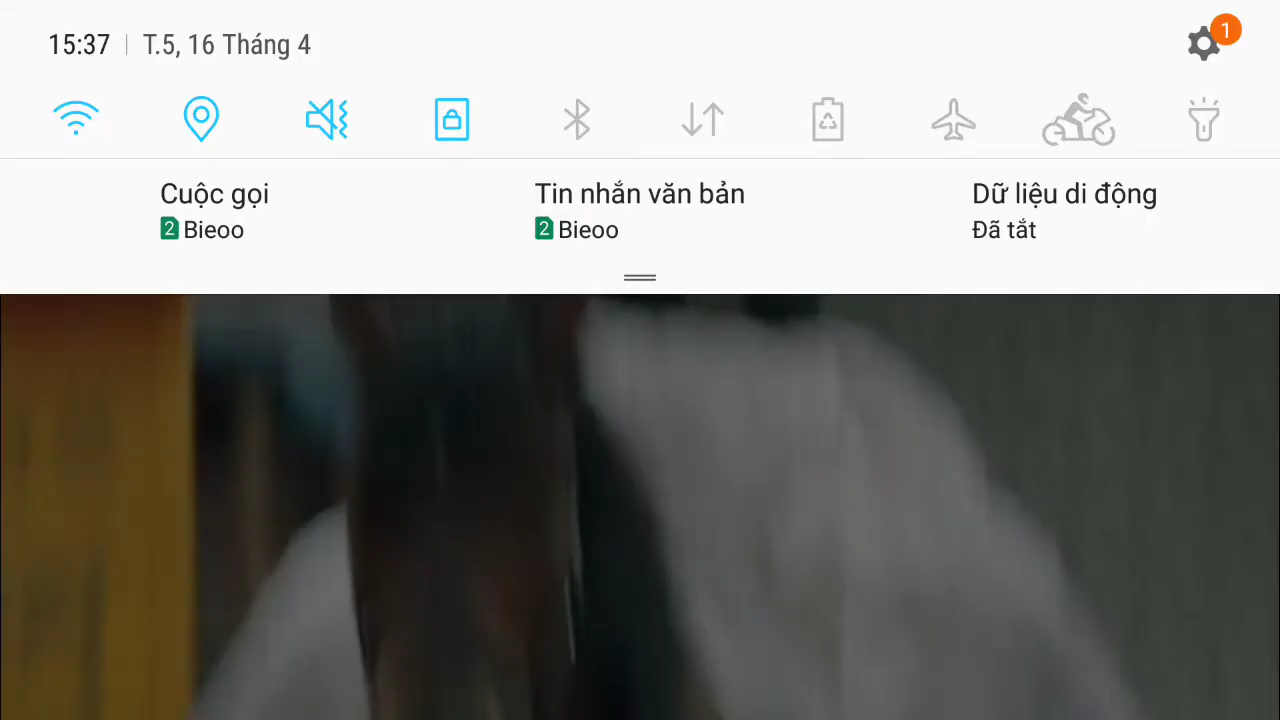 15:37 | T.5, 16 Tháng 4
1
Cuộc gọi
2 Bieoo
Tin nhắn văn bản
2 Bieoo
Dữ liệu di động
Đã tắt